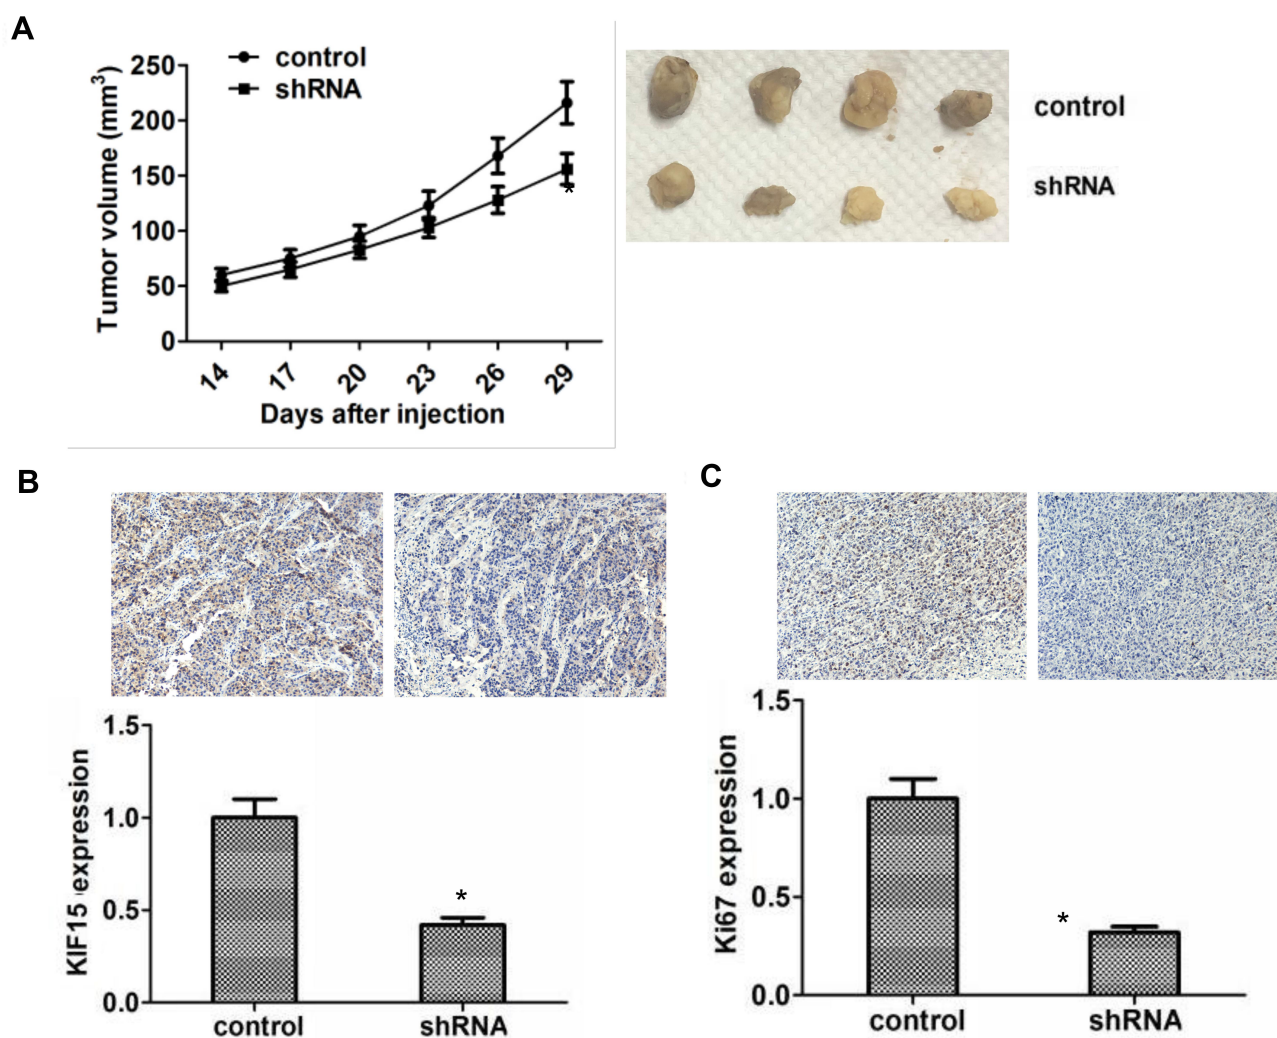 A
control
shRNA
250
200
150
100
50
0
Tumor volume (mm³)
*
14 17 20 23 26 29
Days after injection
control
shRNA
B
1.5
1.0
0.5
0.0
KIF15 expression
*
control shRNA
C
1.5
1.0
0.5
0.0
Ki67 expression
*
control shRNA